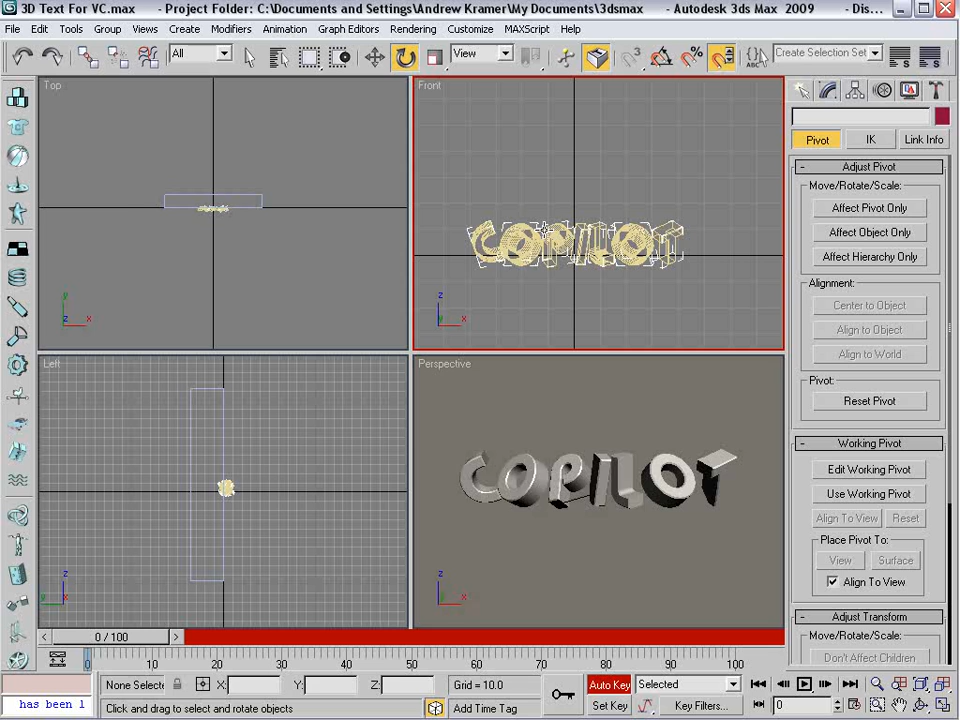 3D Text For VC.max - Project Folder: C:\Documents and Settings\Andrew Kramer\My Documents\3dsmax - Autodesk 3ds Max 2009 - Dis...
File Edit Tools Group Views Create Modifiers Animation Graph Editors Rendering Customize MAXScript Help
All View 3 ABC Create Selection Set
Top
Front
COPILOT
y
z x
z
y x
Left
Perspective
COPILOT
z
y x
z
x
Pivot IK Link Info
- Adjust Pivot
Move/Rotate/Scale:
Affect Pivot Only
Affect Object Only
Affect Hierarchy Only
Alignment:
Center to Object
Align to Object
Align to World
Pivot:
Reset Pivot
- Working Pivot
Edit Working Pivot
Use Working Pivot
Align To View Reset
Place Pivot To:
View Surface
Align To View
- Adjust Transform
Move/Rotate/Scale:
Don't Affect Children
< 0 / 100 >
0 10 20 30 40 50 60 70 80 90 100
None Selecte X: Y: Z: Grid = 10.0 Auto Key Selected
has been l Click and drag to select and rotate objects Add Time Tag Set Key Key Filters... 0